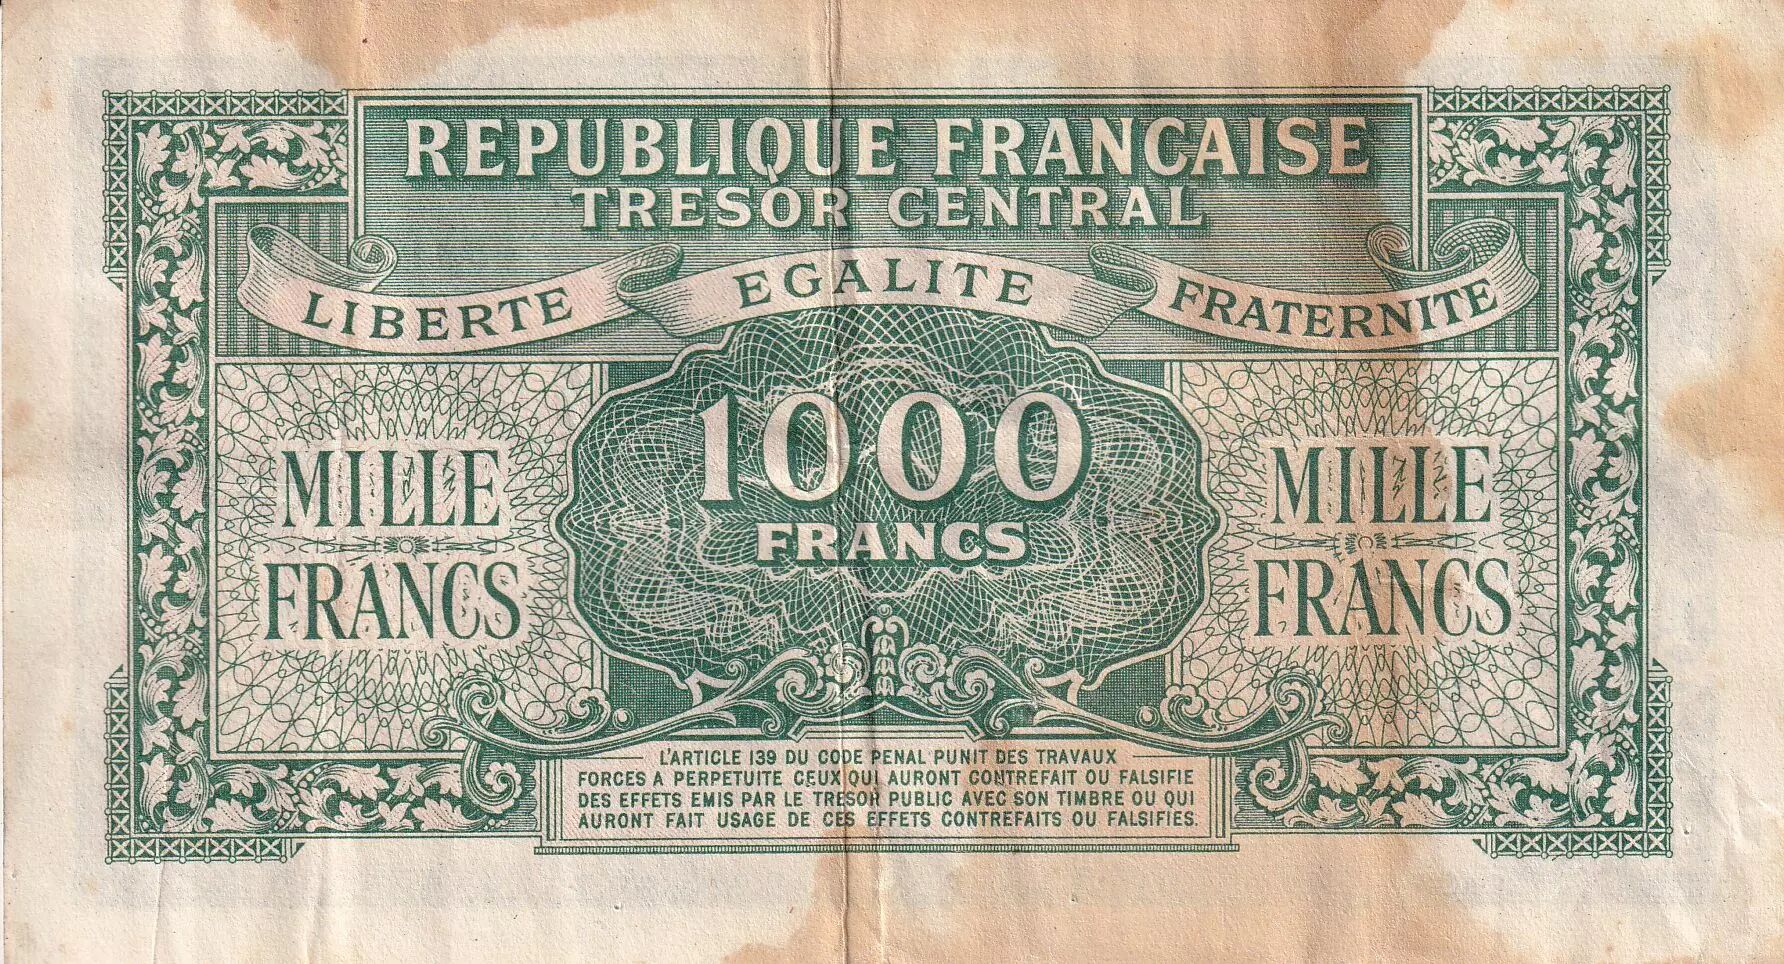 REPUBLIQUE FRANCAISE
TRESOR CENTRAL
LIBERTE EGALITE FRATERNITE
1000
FRANCS
MILLE
FRANCS
MILLE
FRANCS
L'ARTICLE 139 DU CODE PENAL PUNIT DES TRAVAUX
FORCES A PERPETUITE CEUX QUI AURONT CONTREFAIT OU FALSIFIE
DES EFFETS EMIS PAR LE TRESOR PUBLIC AVEC SON TIMBRE OU QUI
AURONT FAIT USAGE DE CES EFFETS CONTREFAITS OU FALSIFIES.